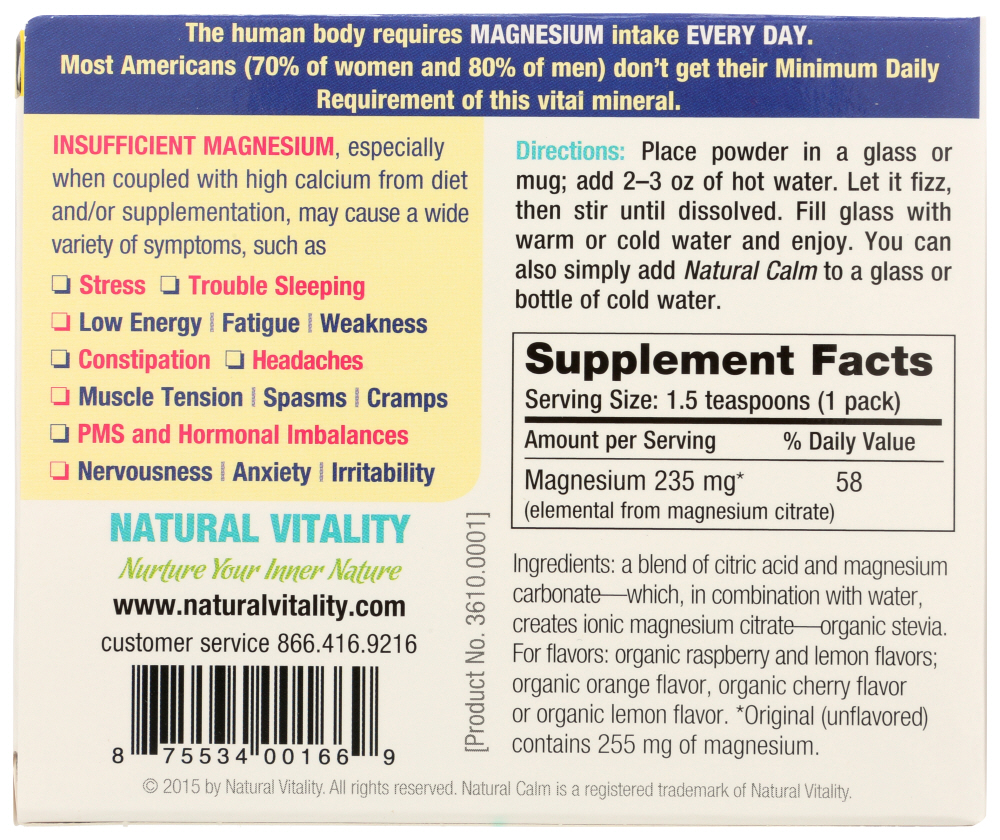 The human body requires MAGNESIUM intake EVERY DAY.
Most Americans (70% of women and 80% of men) don't get their Minimum Daily
Requirement of this vital mineral.
INSUFFICIENT MAGNESIUM, especially
when coupled with high calcium from diet
and/or supplementation, may cause a wide
variety of symptoms, such as
❑ Stress ❑ Trouble Sleeping
❑ Low Energy | Fatigue | Weakness
❑ Constipation ❑ Headaches
❑ Muscle Tension | Spasms | Cramps
❑ PMS and Hormonal Imbalances
❑ Nervousness | Anxiety | Irritability
NATURAL VITALITY
Nurture Your Inner Nature
www.naturalvitality.com
customer service 866.416.9216
8 75534 00166 9
[Product No. 3610.0001]
Directions: Place powder in a glass or
mug; add 2–3 oz of hot water. Let it fizz,
then stir until dissolved. Fill glass with
warm or cold water and enjoy. You can
also simply add Natural Calm to a glass or
bottle of cold water.
Supplement Facts
Serving Size: 1.5 teaspoons (1 pack)
Amount per Serving % Daily Value
Magnesium 235 mg* 58
(elemental from magnesium citrate)
Ingredients: a blend of citric acid and magnesium
carbonate—which, in combination with water,
creates ionic magnesium citrate—organic stevia.
For flavors: organic raspberry and lemon flavors;
organic orange flavor, organic cherry flavor
or organic lemon flavor. *Original (unflavored)
contains 255 mg of magnesium.
© 2015 by Natural Vitality. All rights reserved. Natural Calm is a registered trademark of Natural Vitality.